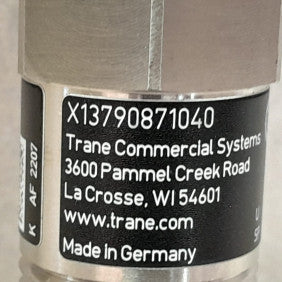 X13790871040
Trane Commercial Systems
3600 Pammel Creek Road
La Crosse, WI 54601
www.trane.com
Made in Germany
K AF 2207